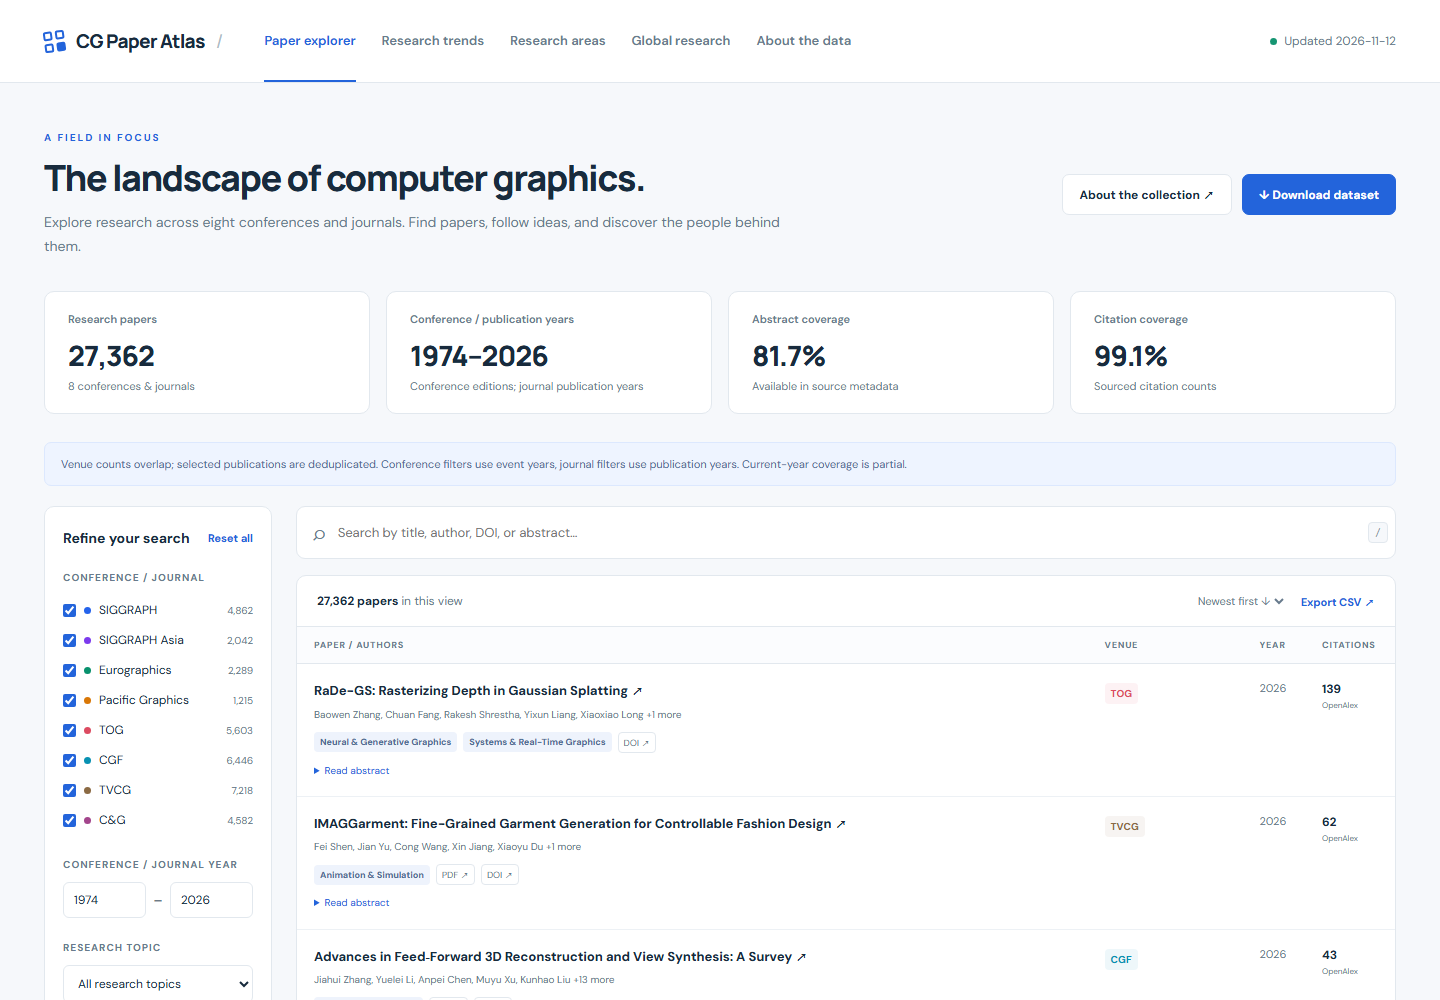 CG Paper Atlas /
Paper explorer
Research trends
Research areas
Global research
About the data
Updated 2026-11-12
A FIELD IN FOCUS
The landscape of computer graphics.
Explore research across eight conferences and journals. Find papers, follow ideas, and discover the people behind
them.
About the collection ↗
↓ Download dataset
Research papers
27,362
8 conferences & journals
Conference / publication years
1974–2026
Conference editions; journal publication years
Abstract coverage
81.7%
Available in source metadata
Citation coverage
99.1%
Sourced citation counts
Venue counts overlap; selected publications are deduplicated. Conference filters use event years, journal filters use publication years. Current-year coverage is partial.
Refine your search
Reset all
CONFERENCE / JOURNAL
SIGGRAPH 4,862
SIGGRAPH Asia 2,042
Eurographics 2,289
Pacific Graphics 1,215
TOG 5,603
CGF 6,446
TVCG 7,218
C&G 4,582
CONFERENCE / JOURNAL YEAR
1974 – 2026
RESEARCH TOPIC
All research topics
Search by title, author, DOI, or abstract...
/
27,362 papers in this view
Newest first ↓
Export CSV ↗
PAPER / AUTHORS VENUE YEAR CITATIONS
RaDe-GS: Rasterizing Depth in Gaussian Splatting ↗
Baowen Zhang, Chuan Fang, Rakesh Shrestha, Yixun Liang, Xiaoxiao Long +1 more
Neural & Generative Graphics
Systems & Real-Time Graphics
DOI ↗
Read abstract
TOG
2026
139
OpenAlex
IMAGGarment: Fine-Grained Garment Generation for Controllable Fashion Design ↗
Fei Shen, Jian Yu, Cong Wang, Xin Jiang, Xiaoyu Du +1 more
Animation & Simulation
PDF ↗
DOI ↗
Read abstract
TVCG
2026
62
OpenAlex
Advances in Feed-Forward 3D Reconstruction and View Synthesis: A Survey ↗
Jiahui Zhang, Yuelei Li, Anpei Chen, Muyu Xu, Kunhao Liu +13 more
CGF
2026
43
OpenAlex